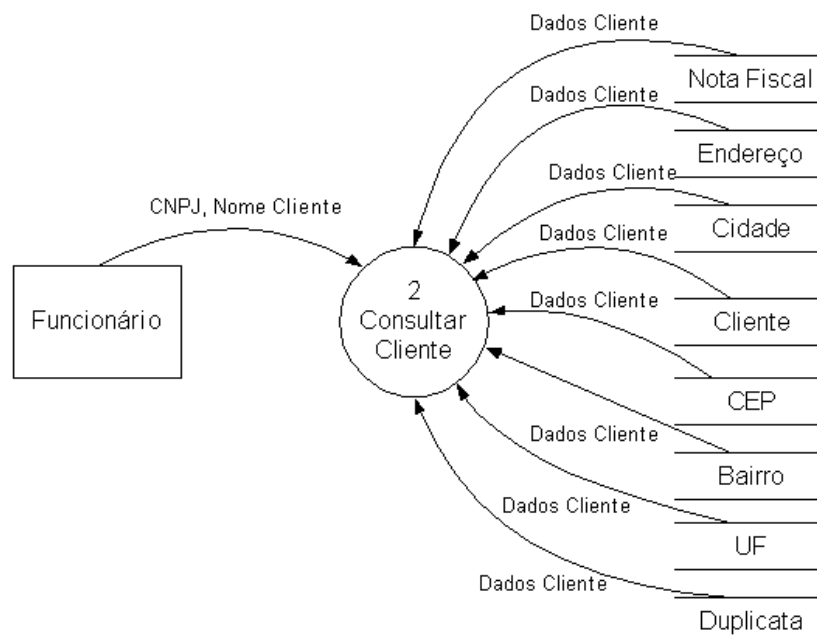 Dados Cliente
Nota Fiscal
Dados Cliente
Endereço
Dados Cliente
CNPJ, Nome Cliente
Cidade
Dados Cliente
2
Consultar
Cliente
Funcionário
Dados Cliente
Cliente
CEP
Dados Cliente
Bairro
Dados Cliente
UF
Dados Cliente
Duplicata